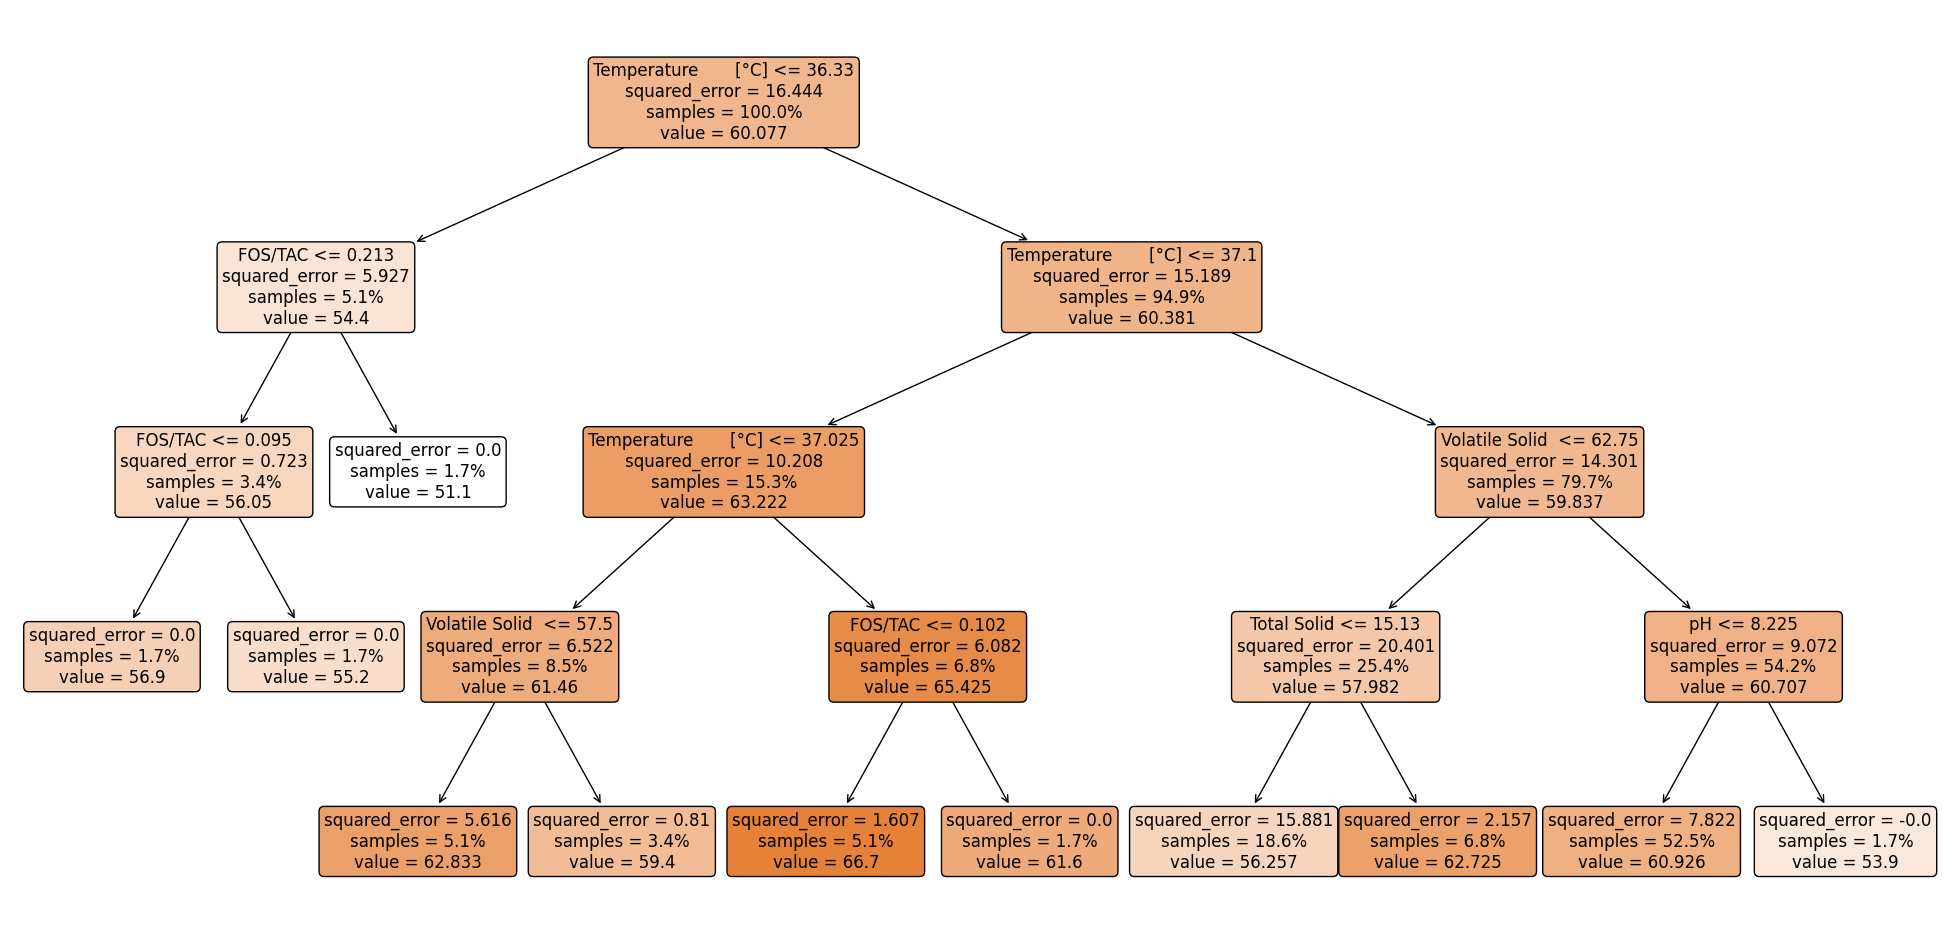 Temperature [°C] <= 36.33
squared_error = 16.444
samples = 100.0%
value = 60.077
FOS/TAC <= 0.213
squared_error = 5.927
samples = 5.1%
value = 54.4
Temperature [°C] <= 37.1
squared_error = 15.189
samples = 94.9%
value = 60.381
FOS/TAC <= 0.095
squared_error = 0.723
samples = 3.4%
value = 56.05
squared_error = 0.0
samples = 1.7%
value = 51.1
Temperature [°C] <= 37.025
squared_error = 10.208
samples = 15.3%
value = 63.222
Volatile Solid <= 62.75
squared_error = 14.301
samples = 79.7%
value = 59.837
squared_error = 0.0
samples = 1.7%
value = 56.9
squared_error = 0.0
samples = 1.7%
value = 55.2
Volatile Solid <= 57.5
squared_error = 6.522
samples = 8.5%
value = 61.46
FOS/TAC <= 0.102
squared_error = 6.082
samples = 6.8%
value = 65.425
Total Solid <= 15.13
squared_error = 20.401
samples = 25.4%
value = 57.982
pH <= 8.225
squared_error = 9.072
samples = 54.2%
value = 60.707
squared_error = 5.616
samples = 5.1%
value = 62.833
squared_error = 0.81
samples = 3.4%
value = 59.4
squared_error = 1.607
samples = 5.1%
value = 66.7
squared_error = 0.0
samples = 1.7%
value = 61.6
squared_error = 15.881
samples = 18.6%
value = 56.257
squared_error = 2.157
samples = 6.8%
value = 62.725
squared_error = 7.822
samples = 52.5%
value = 60.926
squared_error = -0.0
samples = 1.7%
value = 53.9